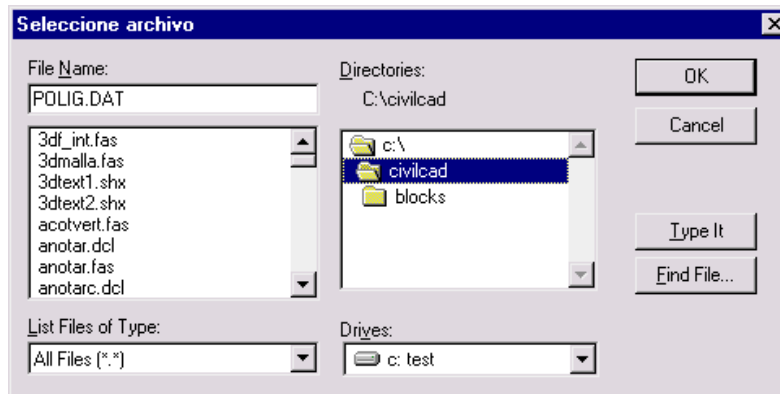 Seleccione archivo
File Name:
POLIG.DAT
3df_int.fas
3dmalla.fas
3dtext1.shx
3dtext2.shx
acotvert.fas
anotar.dcl
anotar.fas
anotarc.dcl
List Files of Type:
All Files (*.*)
Directories:
C:\civilcad
c:\
civilcad
blocks
Drives:
c: test
OK
Cancel
Type It
Find File...